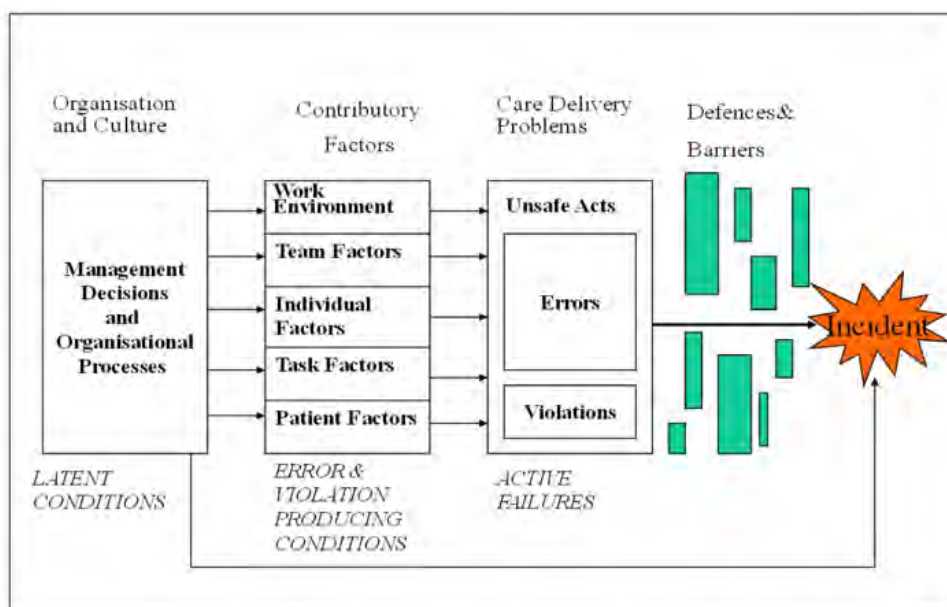 Organisation
and Culture
Contributory
Factors
Care Delivery
Problems
Defences&
Barriers
Management
Decisions
and
Organisational
Processes
Work
Environment
Team Factors
Individual
Factors
Task Factors
Patient Factors
Unsafe Acts
Errors
Violations
Incident
LATENT
CONDITIONS
ERROR &
VIOLATION
PRODUCING
CONDITIONS
ACTIVE
FAILURES